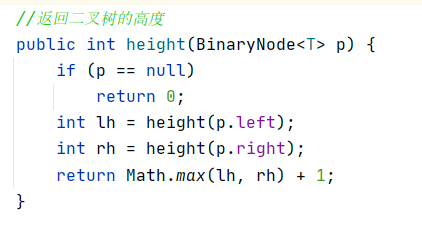 //返回二叉树的高度
public int height(BinaryNode<T> p) {
    if (p == null)
        return 0;
    int lh = height(p.left);
    int rh = height(p.right);
    return Math.max(lh, rh) + 1;
}